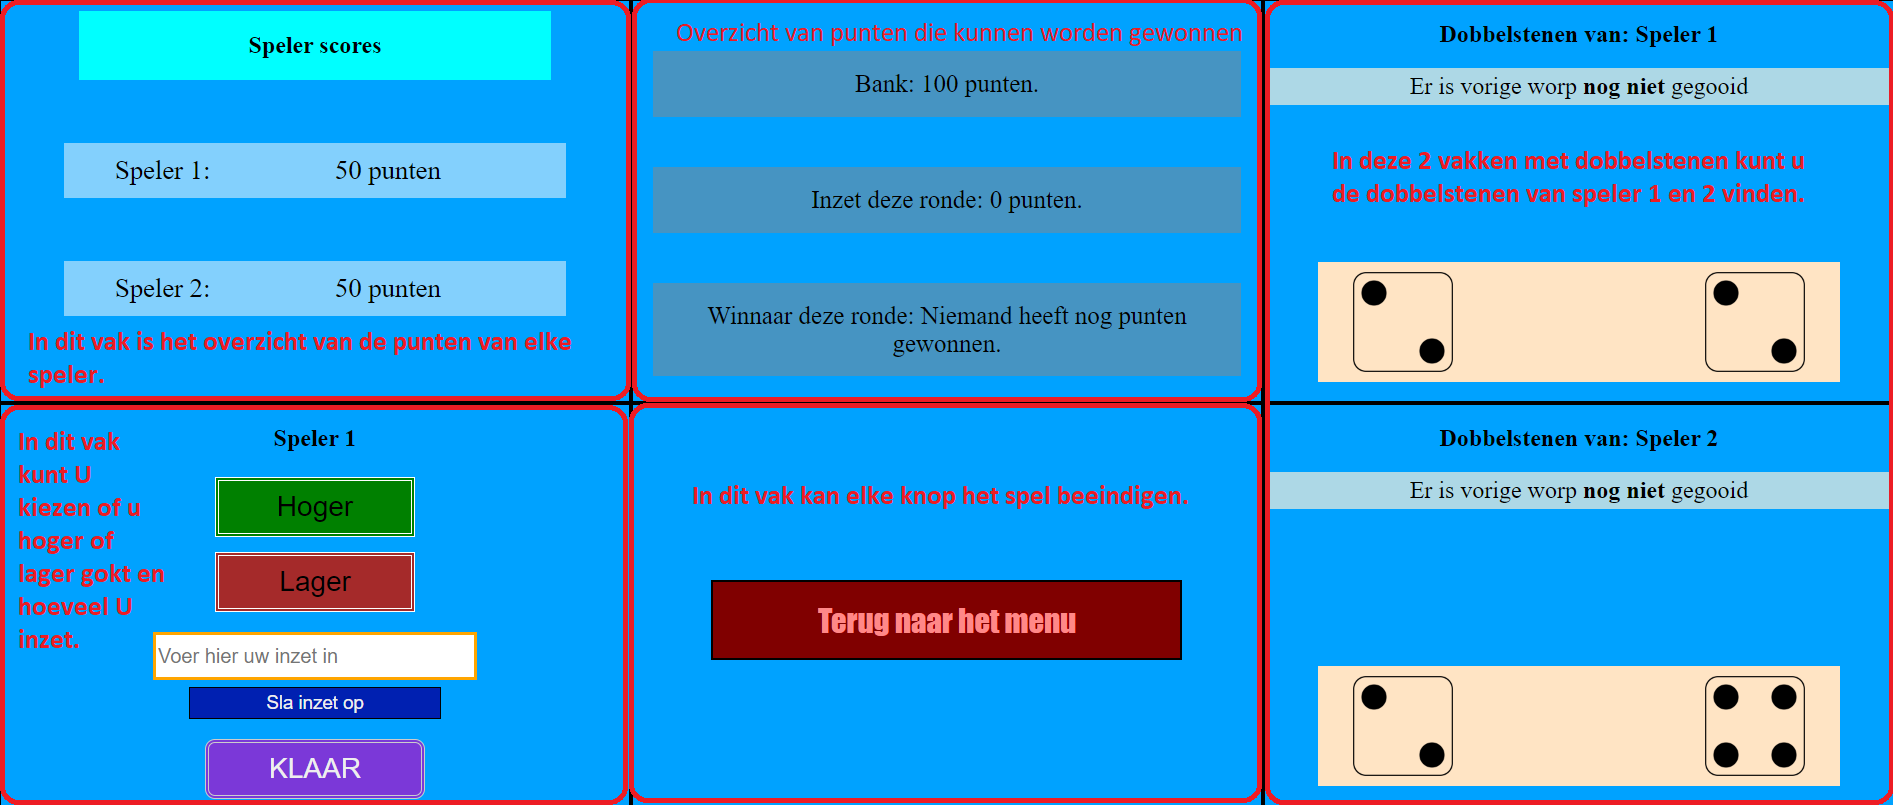 Speler scores
Speler 1: 50 punten
Speler 2: 50 punten
In dit vak is het overzicht van de punten van elke
speler.
Overzicht van punten die kunnen worden gewonnen
Bank: 100 punten.
Inzet deze ronde: 0 punten.
Winnaar deze ronde: Niemand heeft nog punten
gewonnen.
Dobbelstenen van: Speler 1
Er is vorige worp nog niet gegooid
In deze 2 vakken met dobbelstenen kunt u
de dobbelstenen van speler 1 en 2 vinden.
In dit vak
kunt U
kiezen of u
hoger of
lager gokt en
hoeveel U
inzet.
Speler 1
Hoger
Lager
Voer hier uw inzet in
Sla inzet op
KLAAR
In dit vak kan elke knop het spel beeindigen.
Terug naar het menu
Dobbelstenen van: Speler 2
Er is vorige worp nog niet gegooid